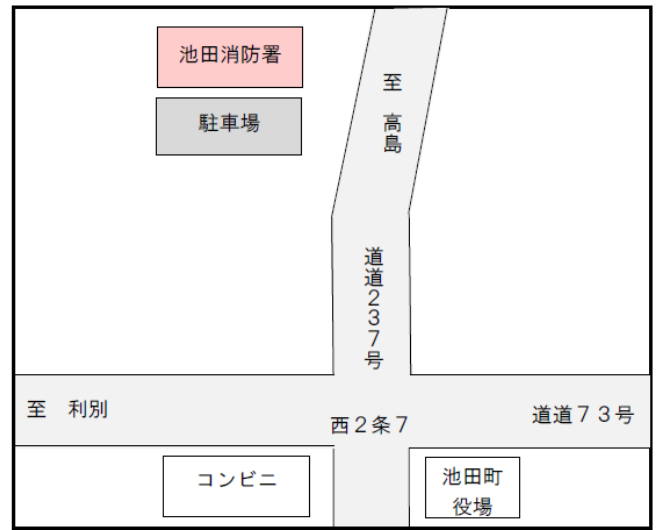 池田消防署
駐車場
至 高島
道道２３７号
至 利別
西２条７
道道７３号
コンビニ
池田町
役場